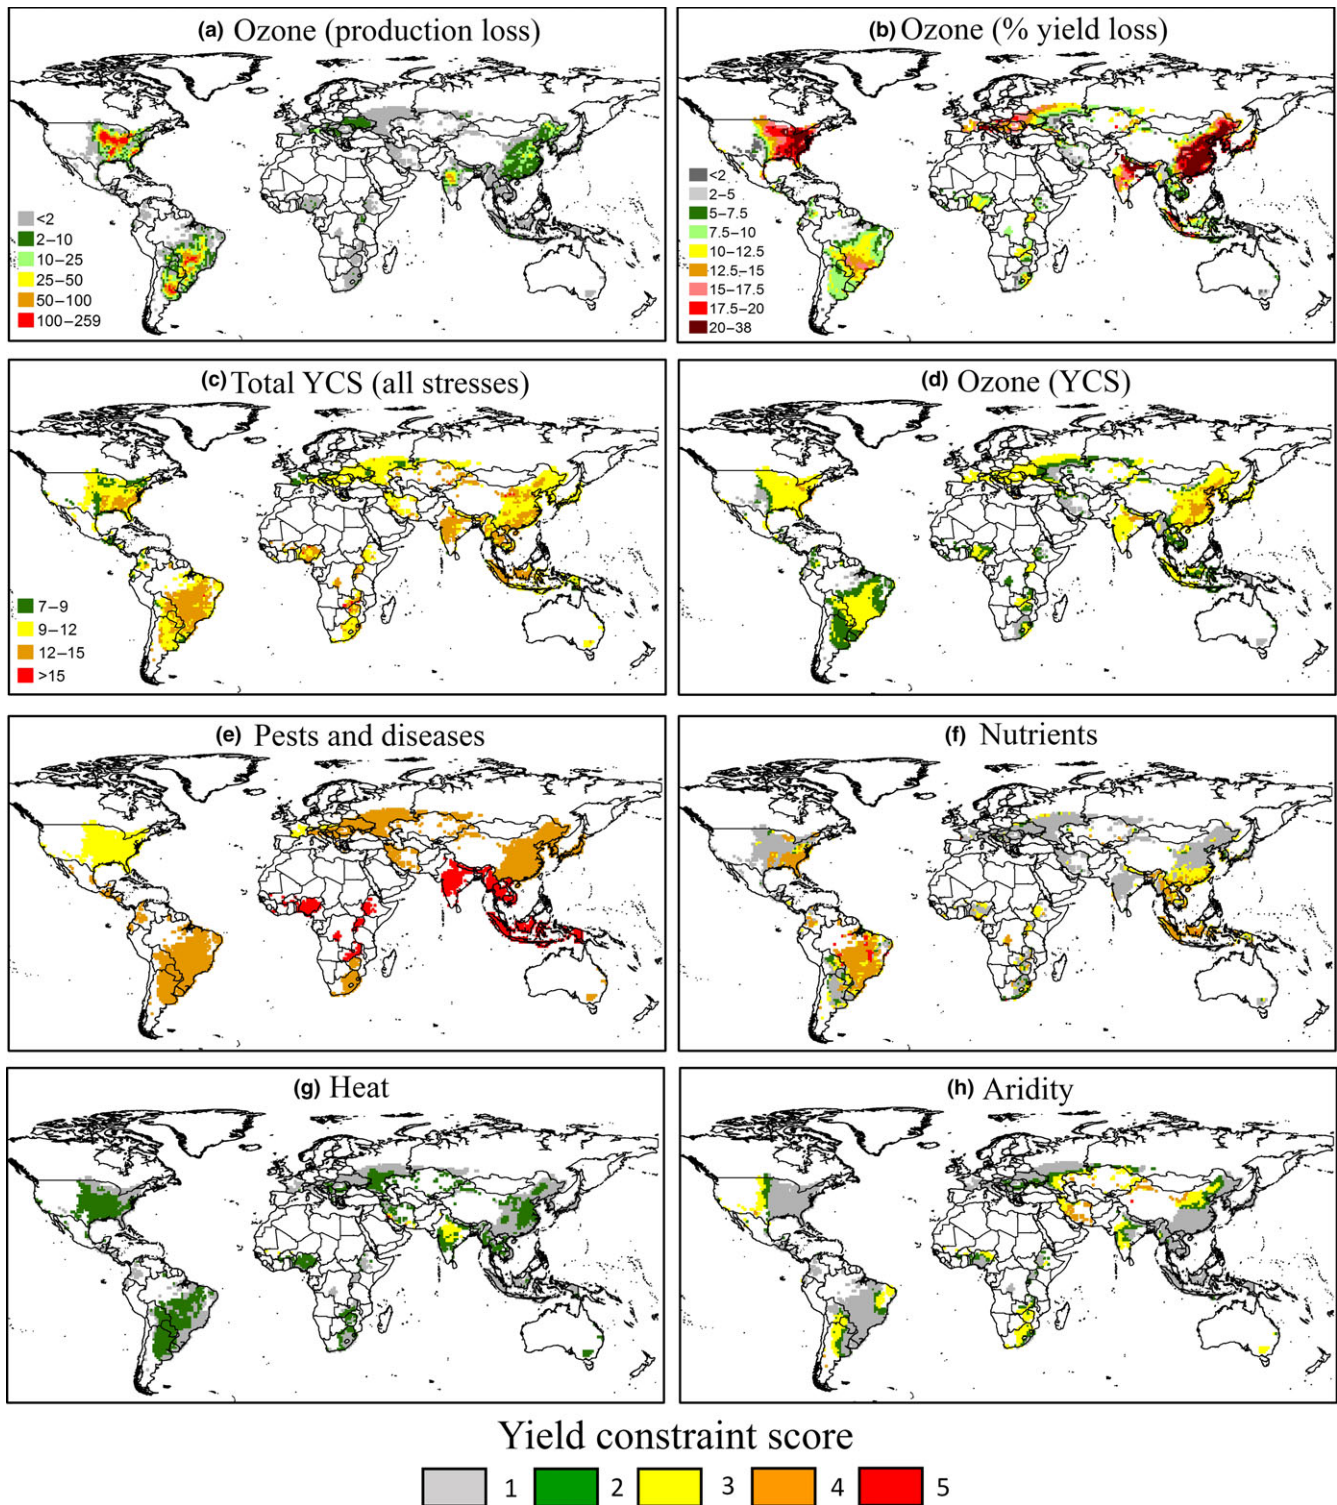 (a) Ozone (production loss)
<2
2–10
10–25
25–50
50–100
100–259
(b) Ozone (% yield loss)
<2
2–5
5–7.5
7.5–10
10–12.5
12.5–15
15–17.5
17.5–20
20–38
(c) Total YCS (all stresses)
7–9
9–12
12–15
>15
(d) Ozone (YCS)
(e) Pests and diseases
(f) Nutrients
(g) Heat
(h) Aridity
Yield constraint score
1 2 3 4 5